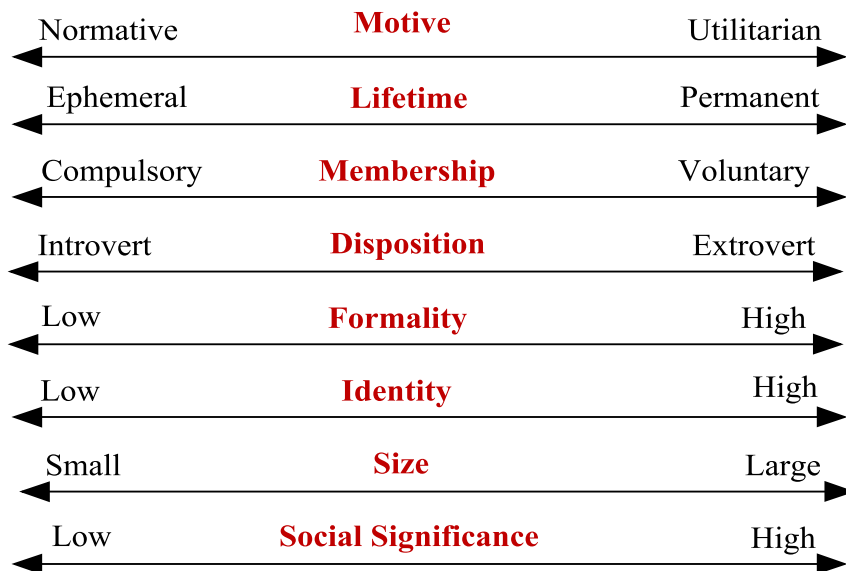 Normative Motive Utilitarian
Ephemeral Lifetime Permanent
Compulsory Membership Voluntary
Introvert Disposition Extrovert
Low Formality High
Low Identity High
Small Size Large
Low Social Significance High